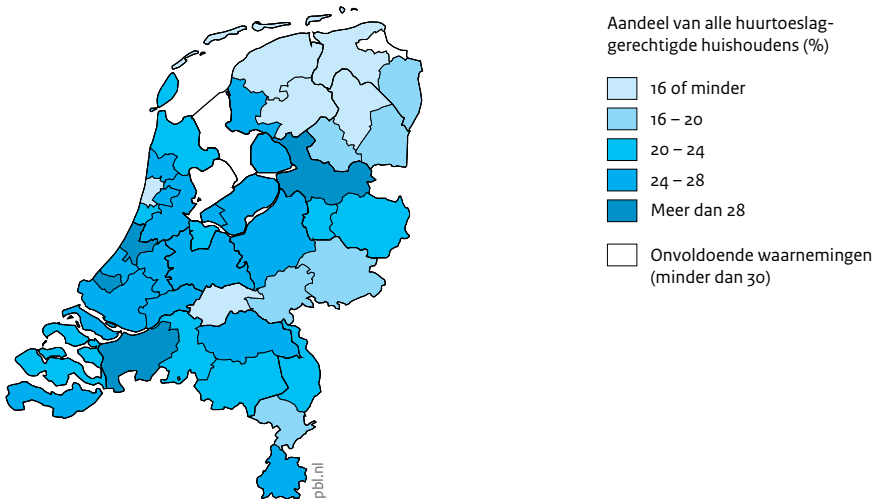 Aandeel van alle huurtoeslag-
gerechtigde huishoudens (%)
16 of minder
16 – 20
20 – 24
24 – 28
Meer dan 28
Onvoldoende waarnemingen
(minder dan 30)
pbl.nl